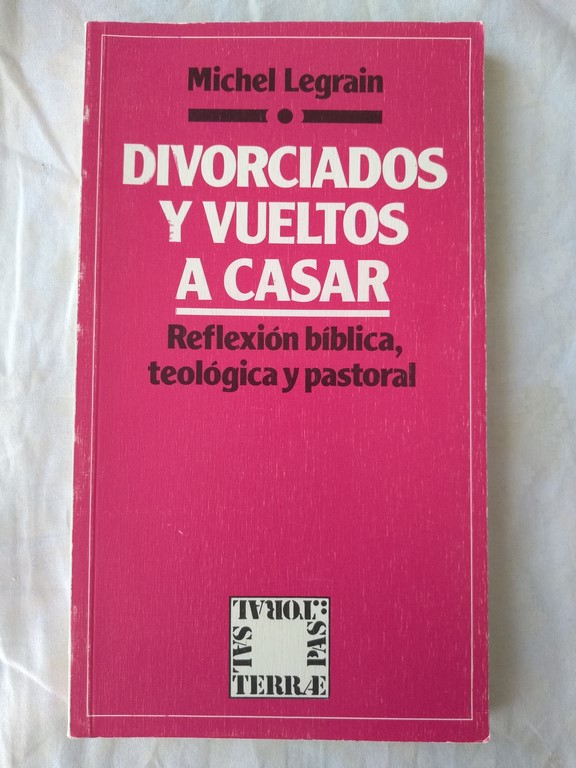 Michel Legrain
DIVORCIADOS
Y VUELTOS
A CASAR
Reflexión bíblica,
teológica y pastoral
PAS:.TORAL
SAL
TERRÆ